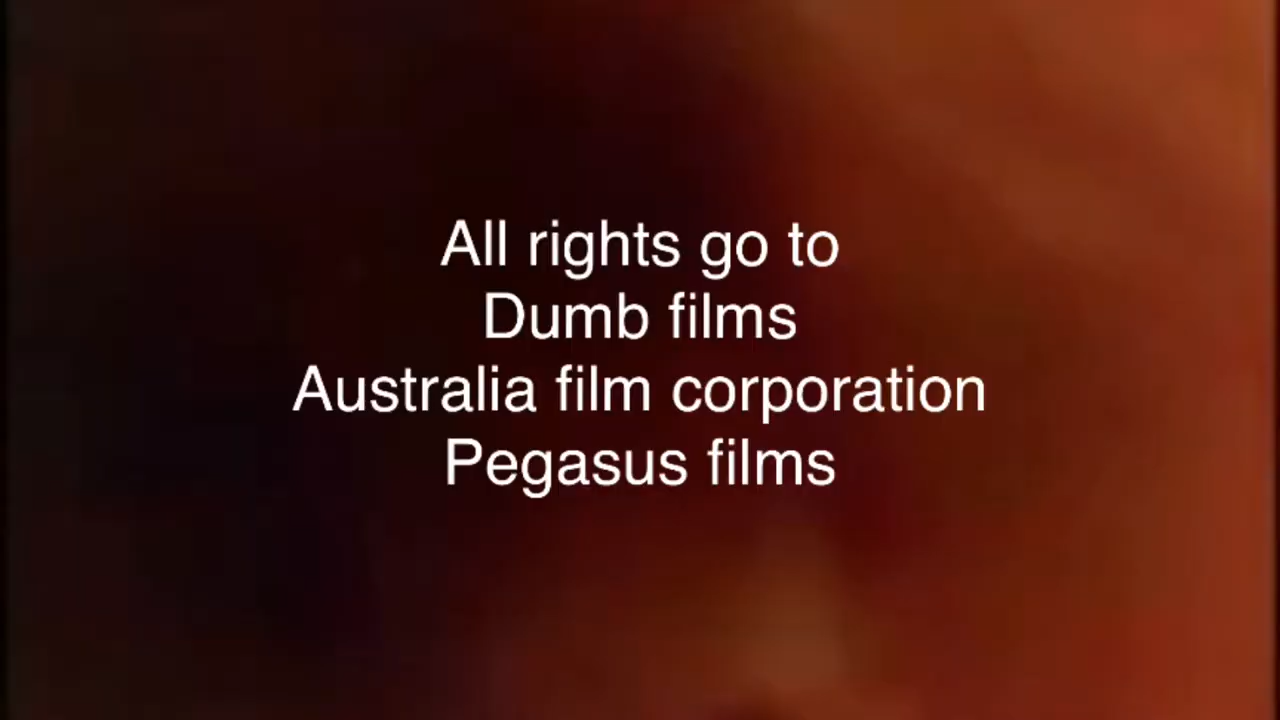 All rights go to
Dumb films
Australia film corporation
Pegasus films